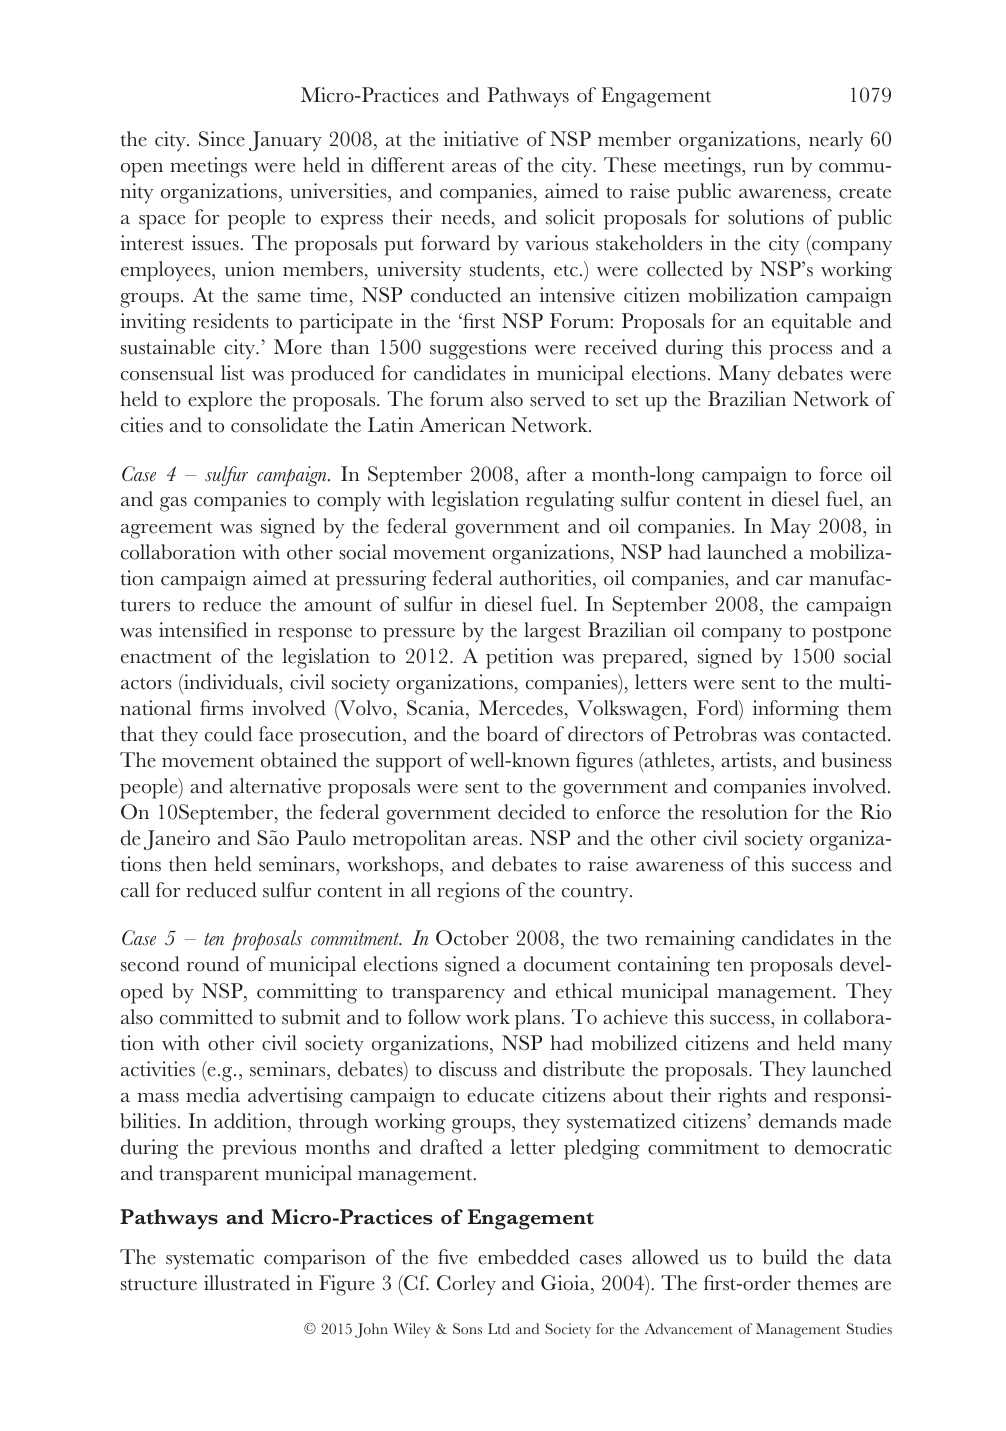 Micro-Practices and Pathways of Engagement 1079
the city. Since January 2008, at the initiative of NSP member organizations, nearly 60
open meetings were held in different areas of the city. These meetings, run by commu-
nity organizations, universities, and companies, aimed to raise public awareness, create
a space for people to express their needs, and solicit proposals for solutions of public
interest issues. The proposals put forward by various stakeholders in the city (company
employees, union members, university students, etc.) were collected by NSP’s working
groups. At the same time, NSP conducted an intensive citizen mobilization campaign
inviting residents to participate in the ‘first NSP Forum: Proposals for an equitable and
sustainable city.’ More than 1500 suggestions were received during this process and a
consensual list was produced for candidates in municipal elections. Many debates were
held to explore the proposals. The forum also served to set up the Brazilian Network of
cities and to consolidate the Latin American Network.
Case 4 – sulfur campaign. In September 2008, after a month-long campaign to force oil
and gas companies to comply with legislation regulating sulfur content in diesel fuel, an
agreement was signed by the federal government and oil companies. In May 2008, in
collaboration with other social movement organizations, NSP had launched a mobiliza-
tion campaign aimed at pressuring federal authorities, oil companies, and car manufac-
turers to reduce the amount of sulfur in diesel fuel. In September 2008, the campaign
was intensified in response to pressure by the largest Brazilian oil company to postpone
enactment of the legislation to 2012. A petition was prepared, signed by 1500 social
actors (individuals, civil society organizations, companies), letters were sent to the multi-
national firms involved (Volvo, Scania, Mercedes, Volkswagen, Ford) informing them
that they could face prosecution, and the board of directors of Petrobras was contacted.
The movement obtained the support of well-known figures (athletes, artists, and business
people) and alternative proposals were sent to the government and companies involved.
On 10September, the federal government decided to enforce the resolution for the Rio
de Janeiro and São Paulo metropolitan areas. NSP and the other civil society organiza-
tions then held seminars, workshops, and debates to raise awareness of this success and
call for reduced sulfur content in all regions of the country.
Case 5 – ten proposals commitment. In October 2008, the two remaining candidates in the
second round of municipal elections signed a document containing ten proposals devel-
oped by NSP, committing to transparency and ethical municipal management. They
also committed to submit and to follow work plans. To achieve this success, in collabora-
tion with other civil society organizations, NSP had mobilized citizens and held many
activities (e.g., seminars, debates) to discuss and distribute the proposals. They launched
a mass media advertising campaign to educate citizens about their rights and responsi-
bilities. In addition, through working groups, they systematized citizens’ demands made
during the previous months and drafted a letter pledging commitment to democratic
and transparent municipal management.
Pathways and Micro-Practices of Engagement
The systematic comparison of the five embedded cases allowed us to build the data
structure illustrated in Figure 3 (Cf. Corley and Gioia, 2004). The first-order themes are
© 2015 John Wiley & Sons Ltd and Society for the Advancement of Management Studies